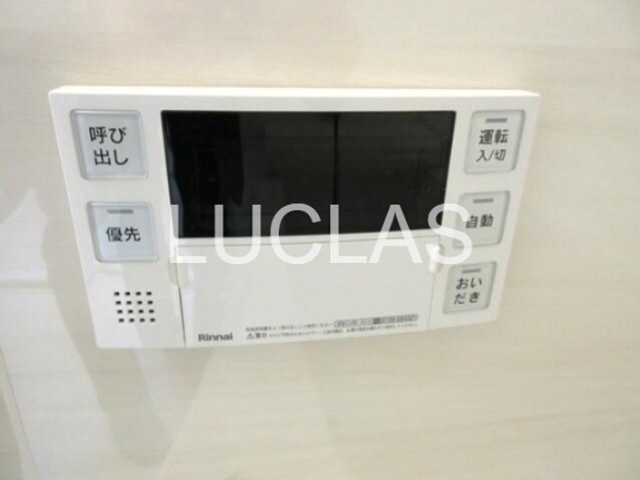 呼び
出し
運転
入/切
優先
自動
おい
だき
LUCLAS
Rinnai